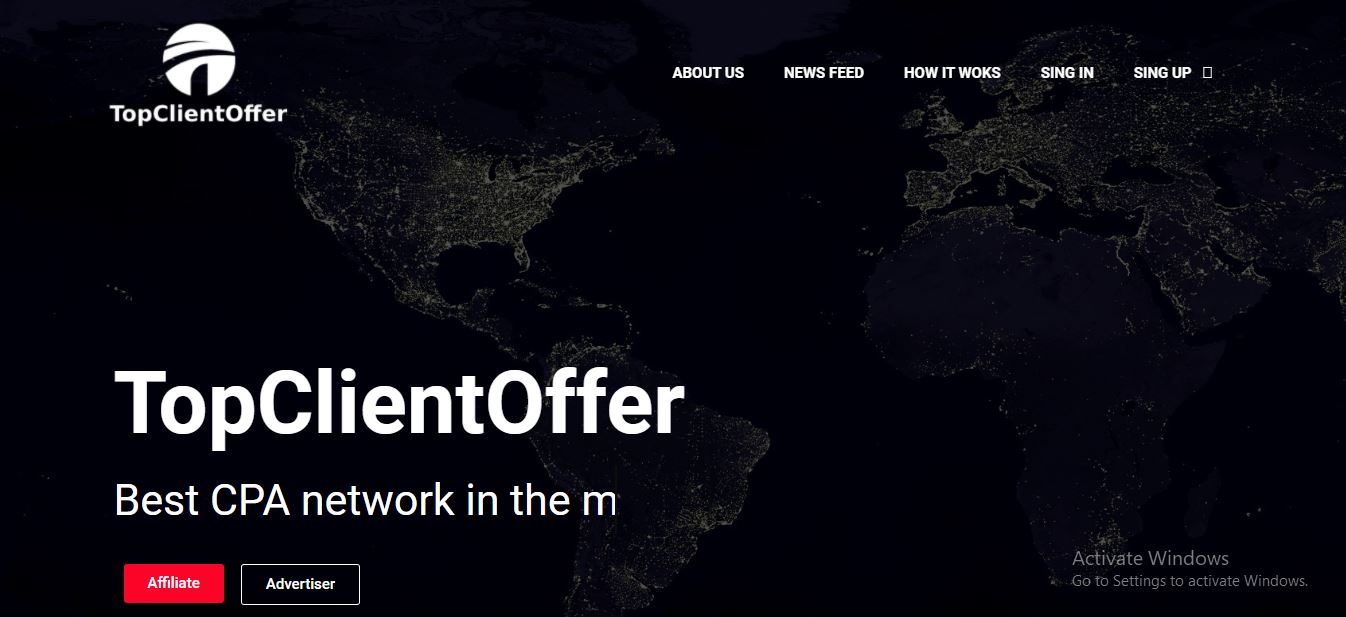 TopClientOffer
ABOUT US NEWS FEED HOW IT WOKS SING IN SING UP
TopClientOffer
Best CPA network in the m
Affiliate Advertiser
Activate Windows
Go to Settings to activate Windows.